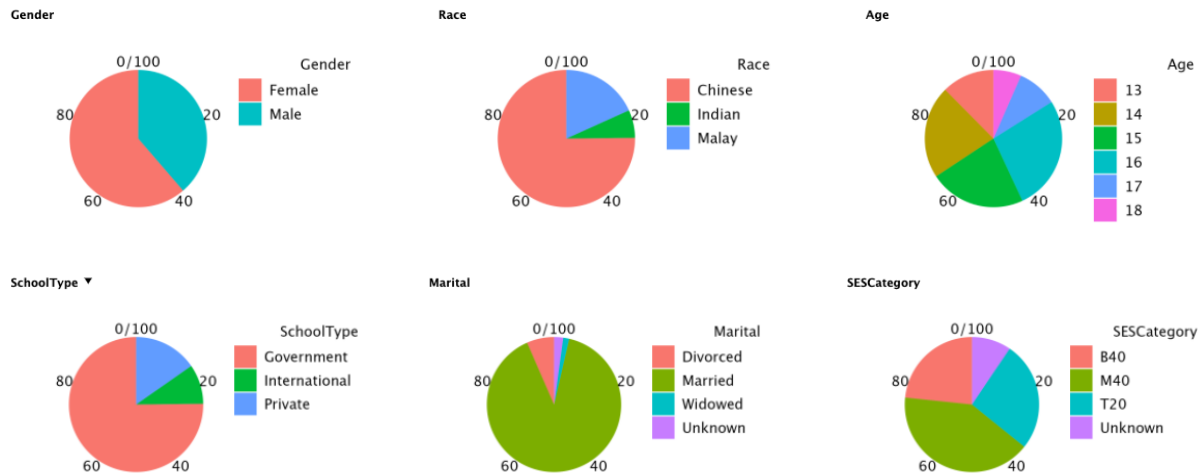 Gender
0/100
20
40
60
80
Gender
Female
Male
Race
0/100
20
40
60
80
Race
Chinese
Indian
Malay
Age
0/100
20
40
60
80
Age
13
14
15
16
17
18
SchoolType ▼
0/100
20
40
60
80
SchoolType
Government
International
Private
Marital
0/100
20
40
60
80
Marital
Divorced
Married
Widowed
Unknown
SESCategory
0/100
20
40
60
80
SESCategory
B40
M40
T20
Unknown